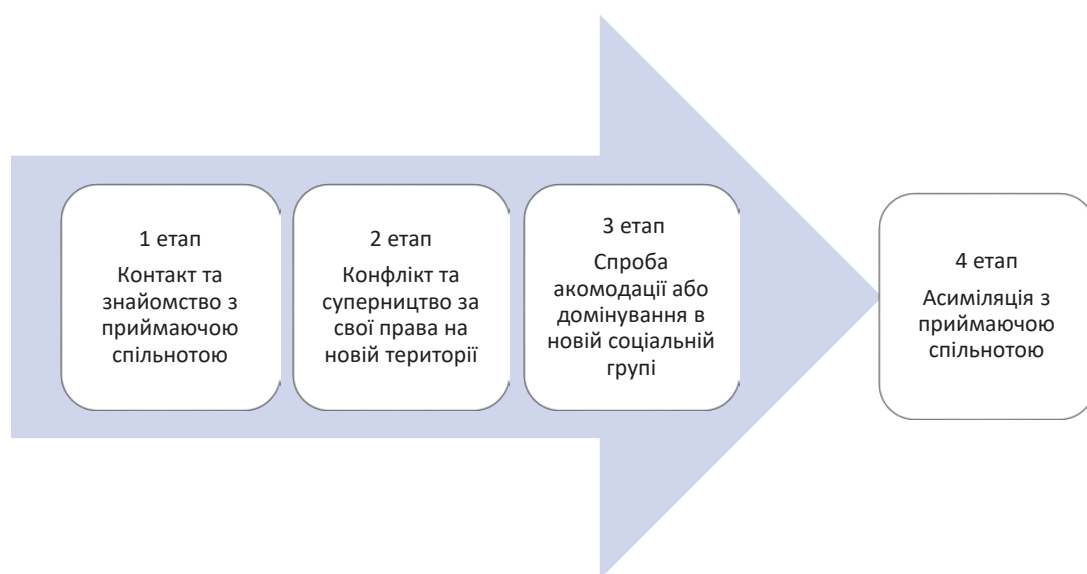 1 етап
Контакт та
знайомство з
приймаючою
спільнотою
2 етап
Конфлікт та
суперництво за
свої права на
новій території
3 етап
Спроба
акомодації або
домінування в
новій соціальній
групі
4 етап
Асиміляція з
приймаючою
спільнотою